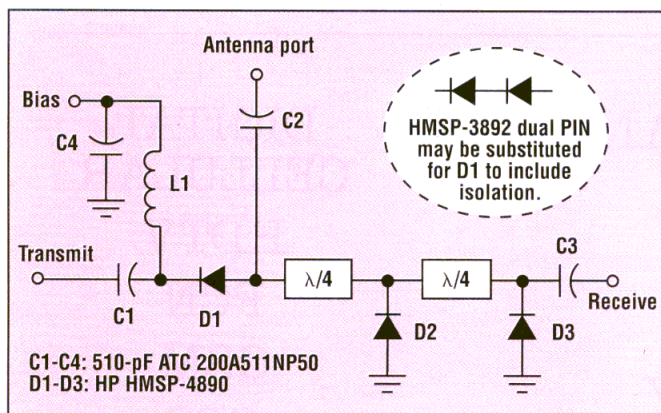 Antenna port
Bias
C4
C2
L1
HMSP-3892 dual PIN
may be substituted
for D1 to include
isolation.
Transmit
C1
D1
λ/4
λ/4
C3
Receive
D2
D3
C1-C4: 510-pF ATC 200A511NP50
D1-D3: HP HMSP-4890